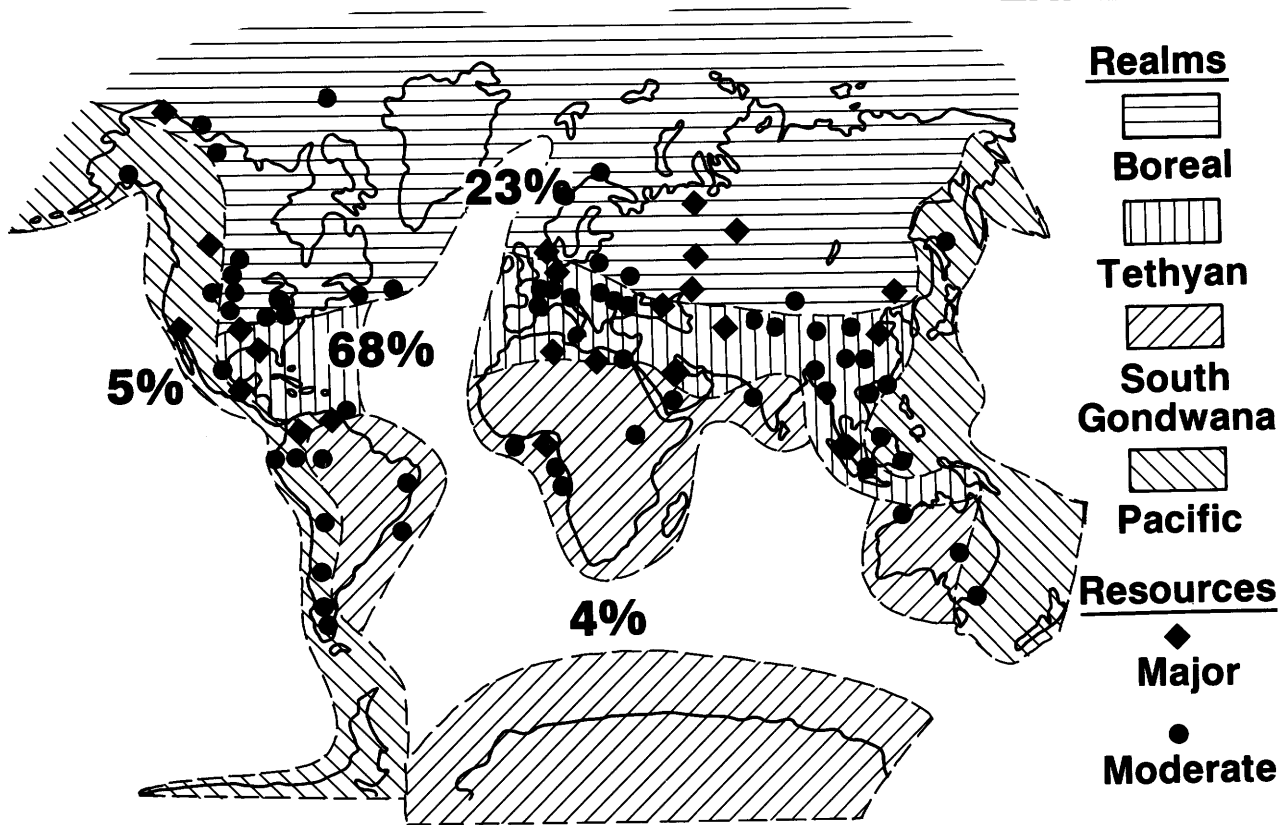 23%
68%
5%
4%
Realms
Boreal
Tethyan
South
Gondwana
Pacific
Resources
Major
Moderate